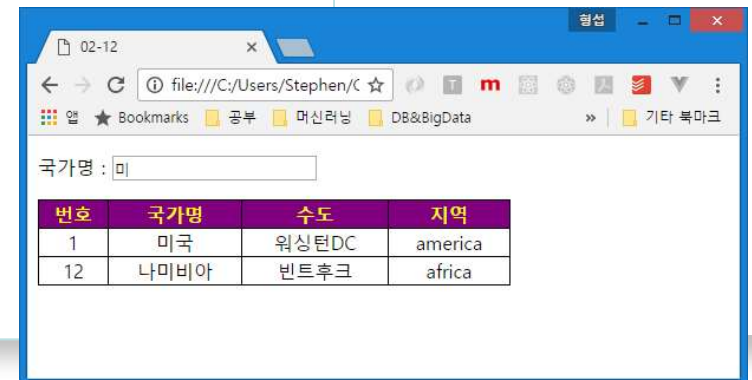 형섭
02-12
file:///C:/Users/Stephen/C
앱 Bookmarks 공부 머신러닝 DB&BigData » 기타 북마크
국가명 : 미
번호 국가명 수도 지역
1 미국 워싱턴DC america
12 나미비아 빈트후크 africa